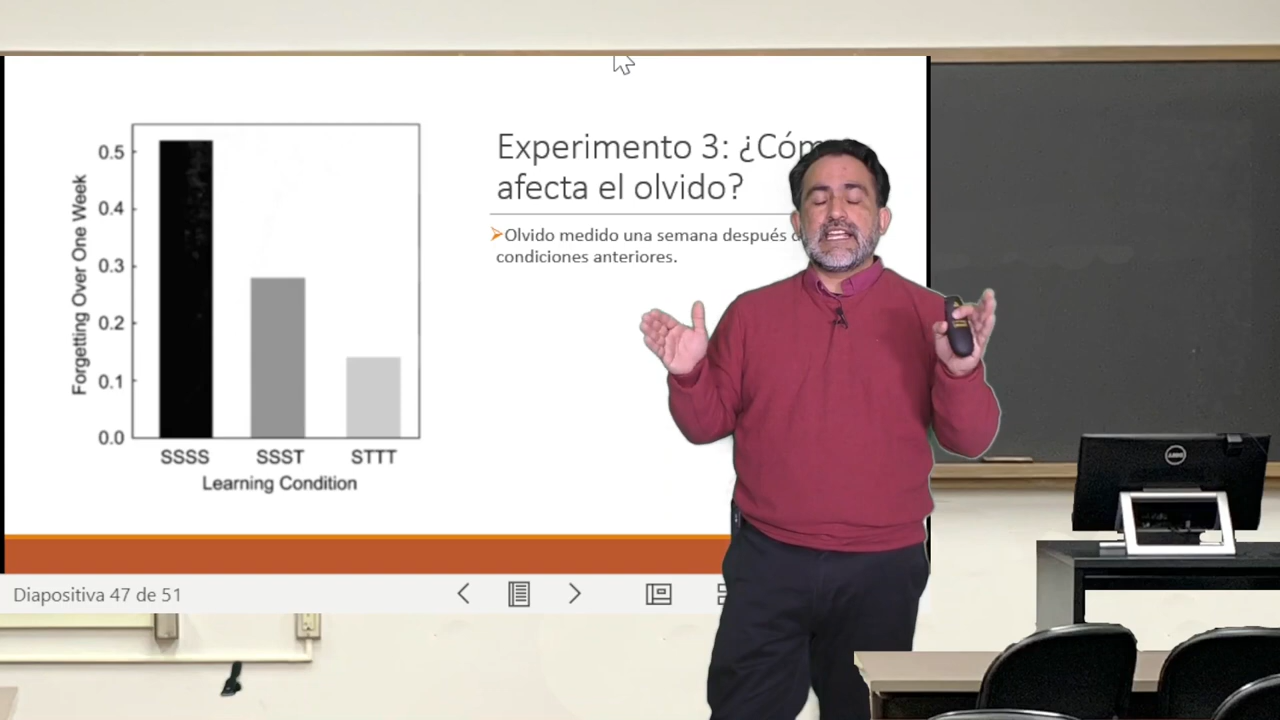 Experimento 3: ¿Cóm
afecta el olvido?
➤Olvido medido una semana después
condiciones anteriores.
Forgetting Over One Week
0.5
0.4
0.3
0.2
0.1
0.0
SSSS SSST STTT
Learning Condition
Diapositiva 47 de 51
DELL